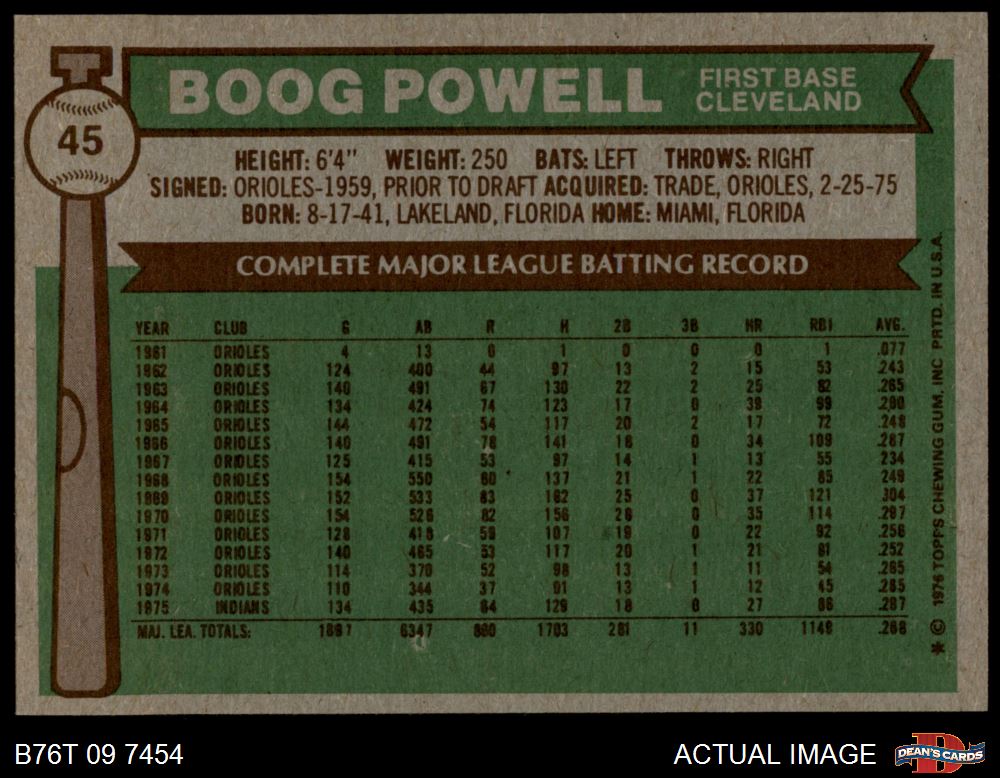 BOOG POWELL
FIRST BASE
CLEVELAND
45
HEIGHT: 6'4" WEIGHT: 250 BATS: LEFT THROWS: RIGHT
SIGNED: ORIOLES-1959, PRIOR TO DRAFT ACQUIRED: TRADE, ORIOLES, 2-25-75
BORN: 8-17-41, LAKELAND, FLORIDA HOME: MIAMI, FLORIDA
COMPLETE MAJOR LEAGUE BATTING RECORD
YEAR CLUB G AB R H 2B 3B HR RBI AVG.
1961 ORIOLES 4 13 0 1 0 0 0 1 .077
1962 ORIOLES 124 400 44 97 13 2 15 53 .243
1963 ORIOLES 140 491 67 130 22 2 25 82 .265
1964 ORIOLES 134 424 74 123 17 0 39 99 .290
1965 ORIOLES 144 472 54 117 20 2 17 72 .248
1966 ORIOLES 140 491 78 141 18 0 34 109 .287
1967 ORIOLES 125 415 53 97 14 1 13 55 .234
1968 ORIOLES 154 550 60 137 21 1 22 85 .249
1969 ORIOLES 152 533 83 162 25 0 37 121 .304
1970 ORIOLES 154 526 82 156 28 0 35 114 .297
1971 ORIOLES 128 418 59 107 19 0 22 92 .256
1972 ORIOLES 140 465 53 117 20 1 21 81 .252
1973 ORIOLES 114 370 52 98 13 1 11 54 .265
1974 ORIOLES 110 344 37 91 13 1 12 45 .265
1975 INDIANS 134 435 64 129 18 0 27 86 .297
MAJ. LEA. TOTALS: 1897 6347 860 1703 261 11 330 1149 .268
* © 1976 TOPPS CHEWING GUM, INC PRTD. IN U.S.A.
B76T 09 7454
ACTUAL IMAGE
DEAN'S CARDS